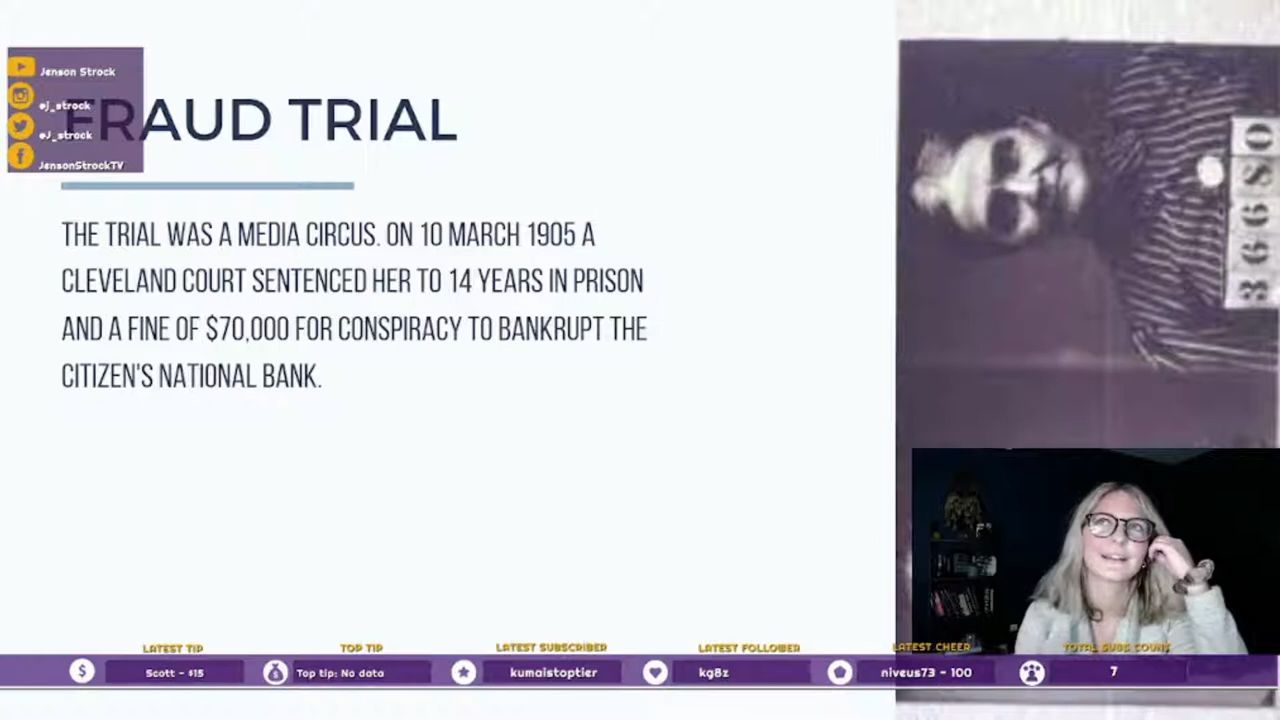 Jenson Strock
ej_strock
eJ_strock
JensonStrockTV
FRAUD TRIAL
THE TRIAL WAS A MEDIA CIRCUS. ON 10 MARCH 1905 A
CLEVELAND COURT SENTENCED HER TO 14 YEARS IN PRISON
AND A FINE OF $70,000 FOR CONSPIRACY TO BANKRUPT THE
CITIZEN'S NATIONAL BANK.
36680
LATEST TIP
Scott - $15
TOP TIP
Top tip: No data
LATEST SUBSCRIBER
kumaistoptier
LATEST FOLLOWER
kg8z
LATEST CHEER
niveus73 - 100
TOTAL SUBS COUNT
7